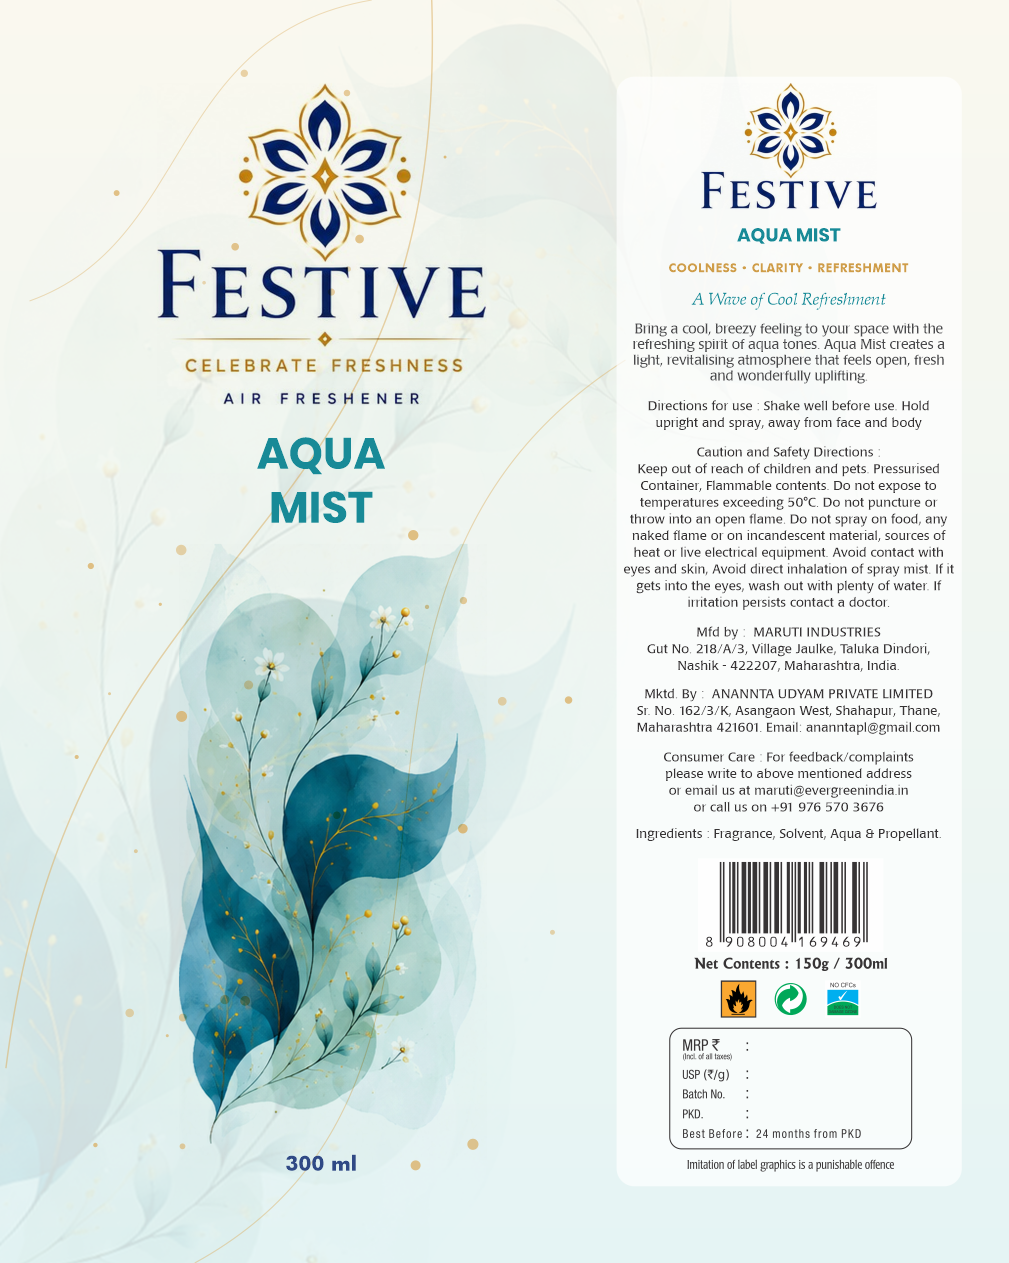 FESTIVE
CELEBRATE FRESHNESS
AIR FRESHENER
AQUA
MIST
300 ml
FESTIVE
AQUA MIST
COOLNESS • CLARITY • REFRESHMENT
A Wave of Cool Refreshment
Bring a cool, breezy feeling to your space with the
refreshing spirit of aqua tones. Aqua Mist creates a
light, revitalising atmosphere that feels open, fresh
and wonderfully uplifting.
Directions for use : Shake well before use. Hold
upright and spray, away from face and body
Caution and Safety Directions :
Keep out of reach of children and pets. Pressurised
Container, Flammable contents. Do not expose to
temperatures exceeding 50°C. Do not puncture or
throw into an open flame. Do not spray on food, any
naked flame or on incandescent material, sources of
heat or live electrical equipment. Avoid contact with
eyes and skin, Avoid direct inhalation of spray mist. If it
gets into the eyes, wash out with plenty of water. If
irritation persists contact a doctor.
Mfd by : MARUTI INDUSTRIES
Gut No. 218/A/3, Village Jaulke, Taluka Dindori,
Nashik - 422207, Maharashtra, India.
Mktd. By : ANANNTA UDYAM PRIVATE LIMITED
Sr. No. 162/3/K, Asangaon West, Shahapur, Thane,
Maharashtra 421601. Email: ananntapl@gmail.com
Consumer Care : For feedback/complaints
please write to above mentioned address
or email us at maruti@evergreenindia.in
or call us on +91 976 570 3676
Ingredients : Fragrance, Solvent, Aqua & Propellant.
8 908004 169469
Net Contents : 150g / 300ml
NO CFCs
MRP ₹ :
(Incl. of all taxes)
USP (₹/g) :
Batch No. :
PKD. :
Best Before : 24 months from PKD
Imitation of label graphics is a punishable offence